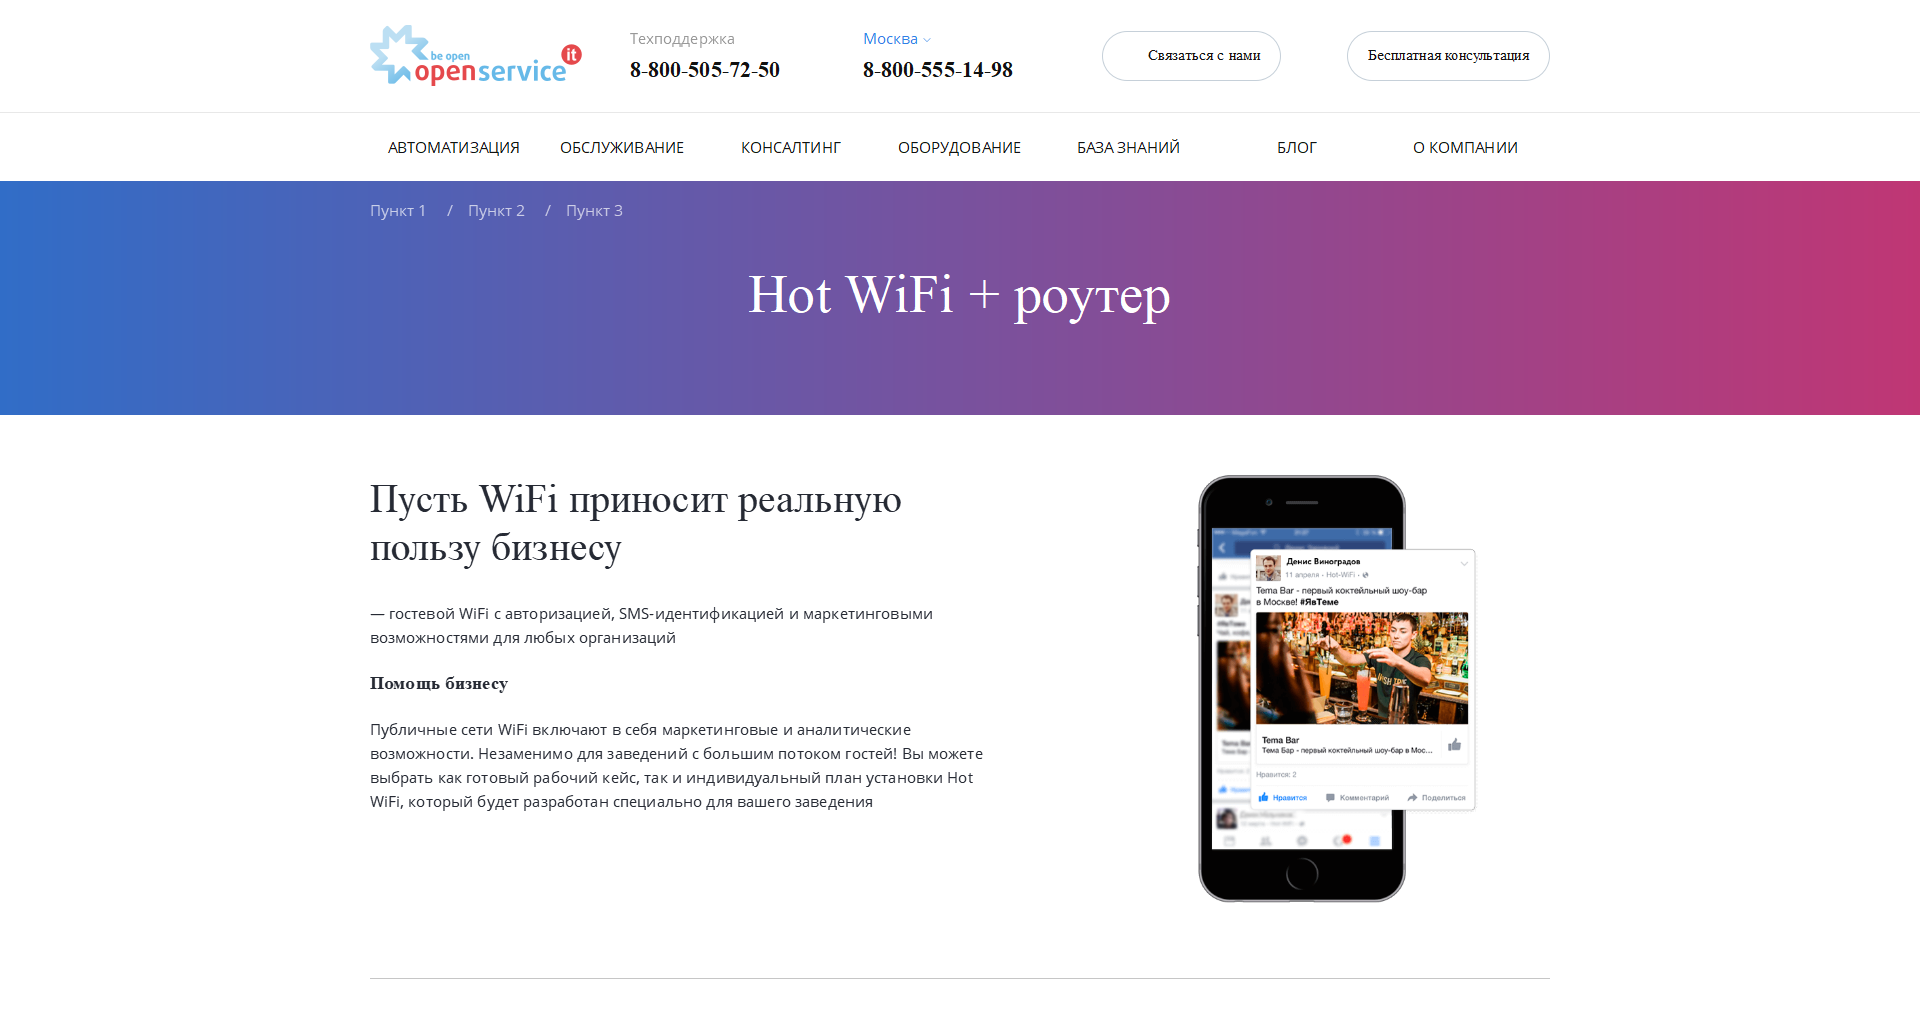 be open
openservice it
Техподдержка
8-800-505-72-50
Москва
8-800-555-14-98
Связаться с нами
Бесплатная консультация
АВТОМАТИЗАЦИЯ ОБСЛУЖИВАНИЕ КОНСАЛТИНГ ОБОРУДОВАНИЕ БАЗА ЗНАНИЙ БЛОГ О КОМПАНИИ
Пункт 1 / Пункт 2 / Пункт 3
Hot WiFi + роутер
Пусть WiFi приносит реальную
пользу бизнесу
— гостевой WiFi с авторизацией, SMS-идентификацией и маркетинговыми
возможностями для любых организаций
Помощь бизнесу
Публичные сети WiFi включают в себя маркетинговые и аналитические
возможности. Незаменимо для заведений с большим потоком гостей! Вы можете
выбрать как готовый рабочий кейс, так и индивидуальный план установки Hot
WiFi, который будет разработан специально для вашего заведения
Денис Виноградов
11 апреля • Hot-WiFi •
Tema Bar - первый коктейльный шоу-бар
в Москве! #ЯвТеме
Tema Bar
Тема Бар - первый коктейльный шоу-бар в Мос...
Нравится: 2
Нравится Комментарий Поделиться